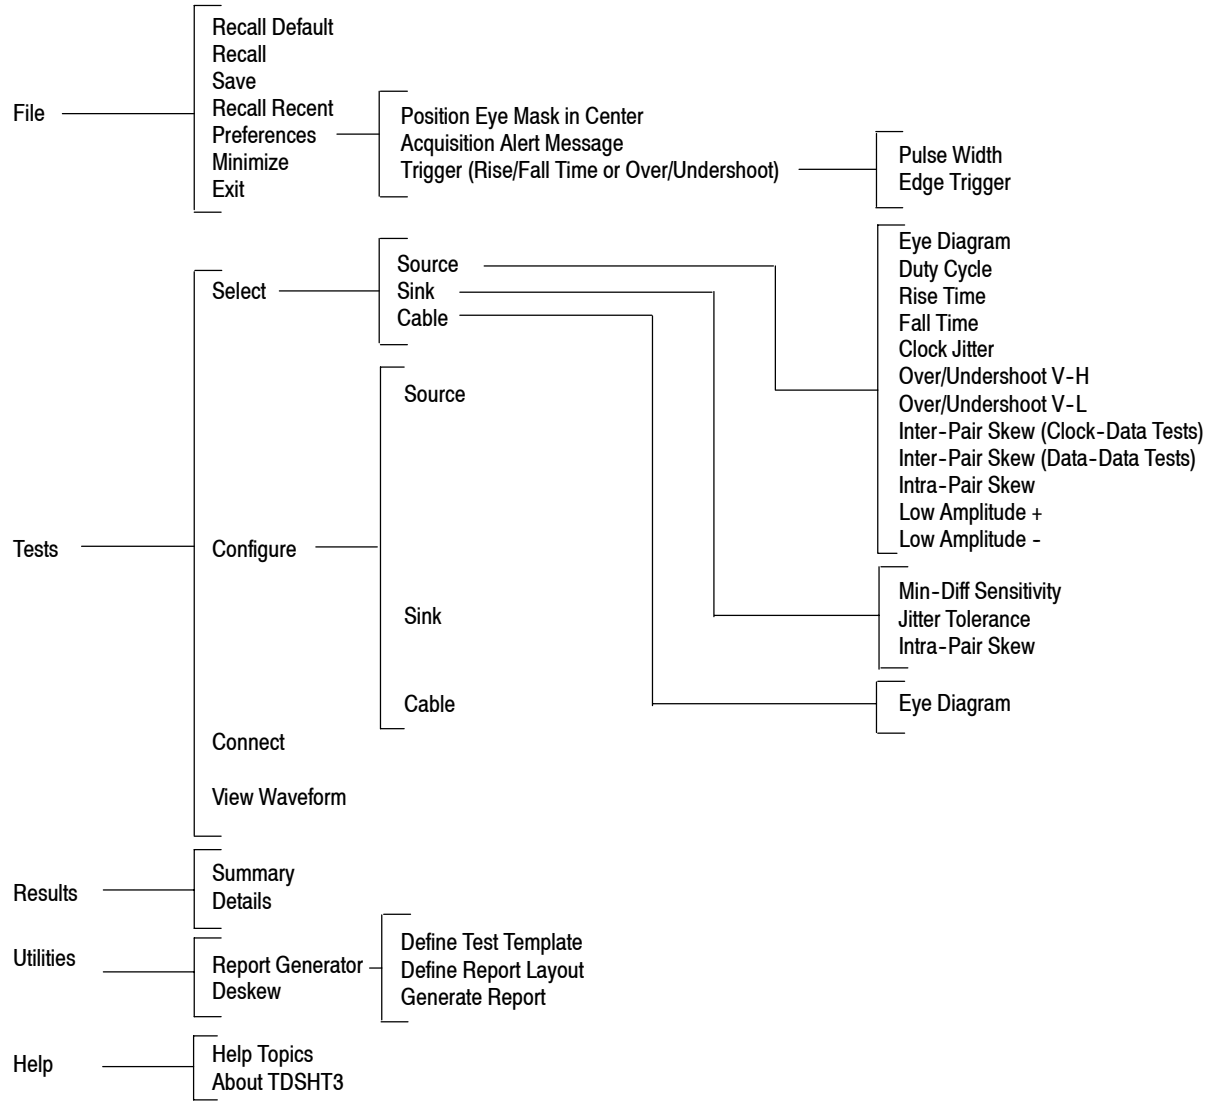 File
Recall Default
Recall
Save
Recall Recent
Preferences
Minimize
Exit
Position Eye Mask in Center
Acquisition Alert Message
Trigger (Rise/Fall Time or Over/Undershoot)
Pulse Width
Edge Trigger
Tests
Select
Source
Sink
Cable
Eye Diagram
Duty Cycle
Rise Time
Fall Time
Clock Jitter
Over/Undershoot V-H
Over/Undershoot V-L
Inter-Pair Skew (Clock-Data Tests)
Inter-Pair Skew (Data-Data Tests)
Intra-Pair Skew
Low Amplitude +
Low Amplitude -
Min-Diff Sensitivity
Jitter Tolerance
Intra-Pair Skew
Eye Diagram
Configure
Source
Sink
Cable
Connect
View Waveform
Results
Summary
Details
Utilities
Report Generator
Deskew
Define Test Template
Define Report Layout
Generate Report
Help
Help Topics
About TDSHT3